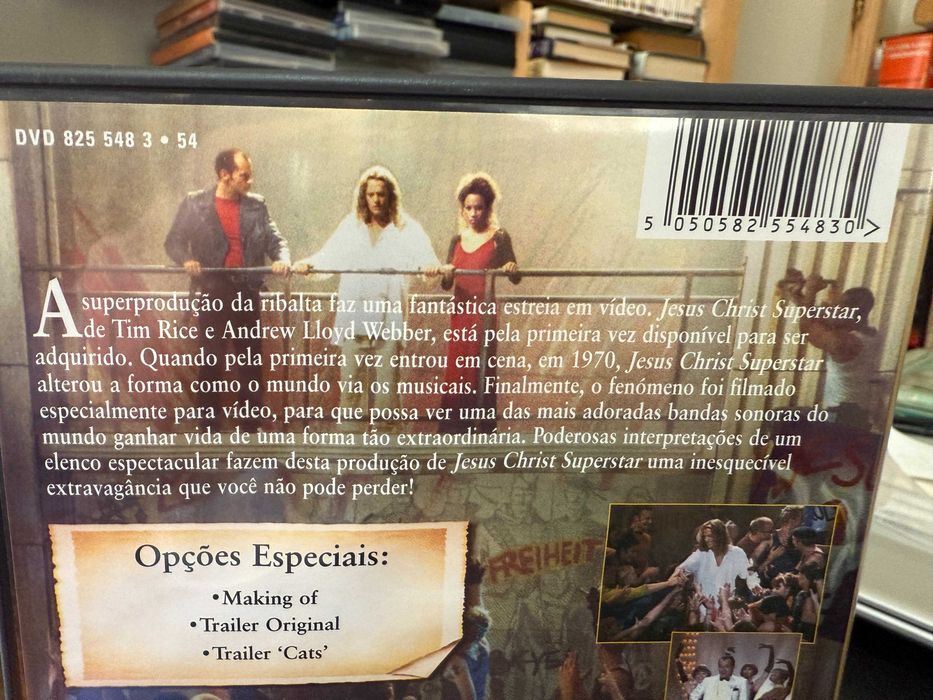 DVD 825 548 3 • 54
5 050582 554830 >
A superprodução da ribalta faz uma fantástica estreia em vídeo. Jesus Christ Superstar,
de Tim Rice e Andrew Lloyd Webber, está pela primeira vez disponível para ser
adquirido. Quando pela primeira vez entrou em cena, em 1970, Jesus Christ Superstar
alterou a forma como o mundo via os musicais. Finalmente, o fenómeno foi filmado
especialmente para vídeo, para que possa ver uma das mais adoradas bandas sonoras do
mundo ganhar vida de uma forma tão extraordinária. Poderosas interpretações de um
elenco espectacular fazem desta produção de Jesus Christ Superstar uma inesquecível
extravagância que você não pode perder!
Opções Especiais:
•Making of
•Trailer Original
•Trailer ‘Cats’
FREIHEIT